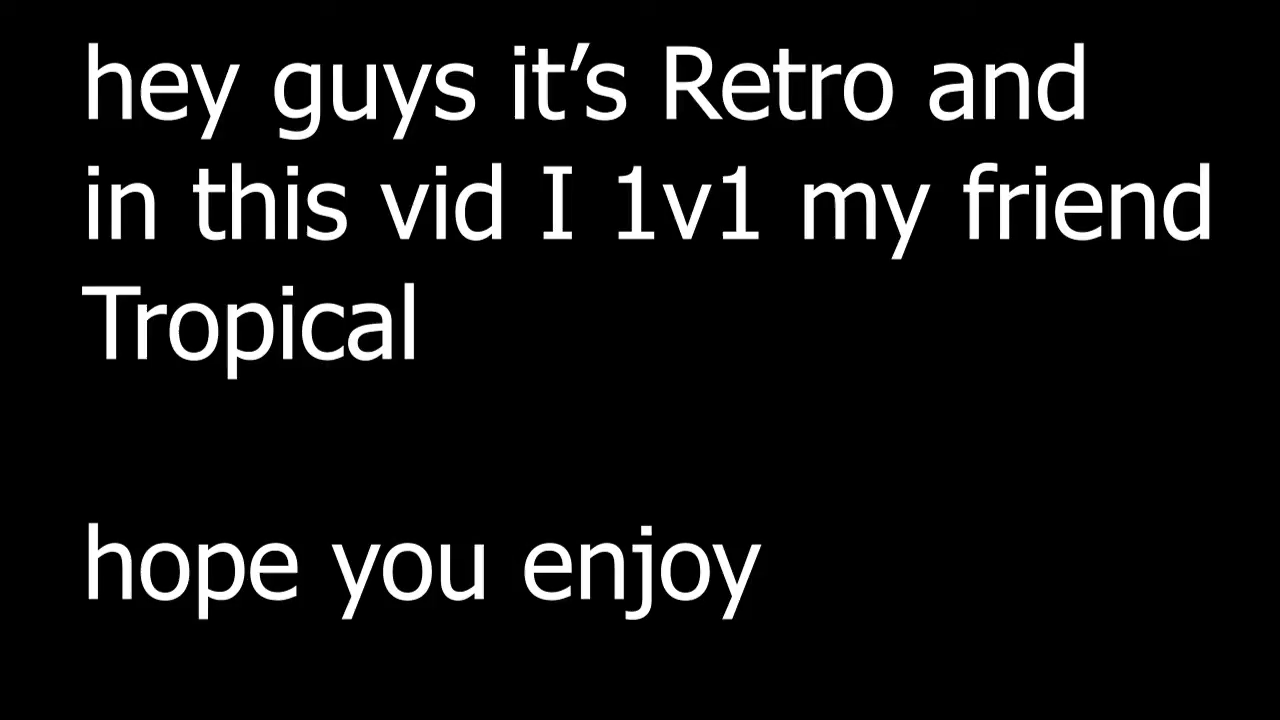 hey guys it’s Retro and
in this vid I 1v1 my friend
Tropical
hope you enjoy